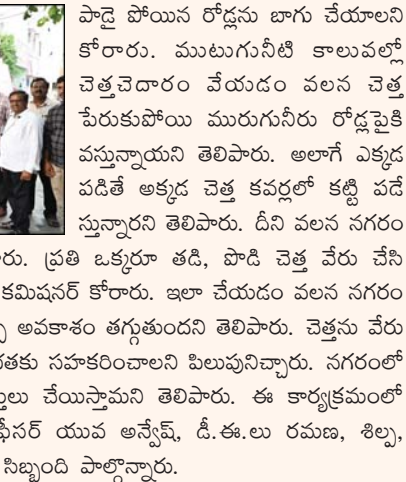 పాడై పోయిన రోడ్లను బాగు చేయాలని
కోరారు. ముటుగునీటి కాలువల్లో
చెత్తచెదారం వేయడం వలన చెత్త
పేరుకుపోయి మురుగునీరు రోడ్లపైకి
వస్తున్నాయని తెలిపారు. అలాగే ఎక్కడ
పడితే అక్కడ చెత్త కవర్లలో కట్టి పడే
స్తున్నారని తెలిపారు. దీని వలన నగరం
ప్రతి ఒక్కరూ తడి, పొడి చెత్త వేరు చేసి
కమిషనర్ కోరారు. ఇలా చేయడం వలన నగరం
అవకాశం తగ్గుతుందని తెలిపారు. చెత్తను వేరు
సహకరించాలని పిలుపునిచ్చారు. నగరంలో
చేయిస్తామని తెలిపారు. ఈ కార్యక్రమంలో
యువ అన్వేష్, డీ.ఈ.లు రమణ, శిల్ప,
సిబ్బంది పాల్గొన్నారు.